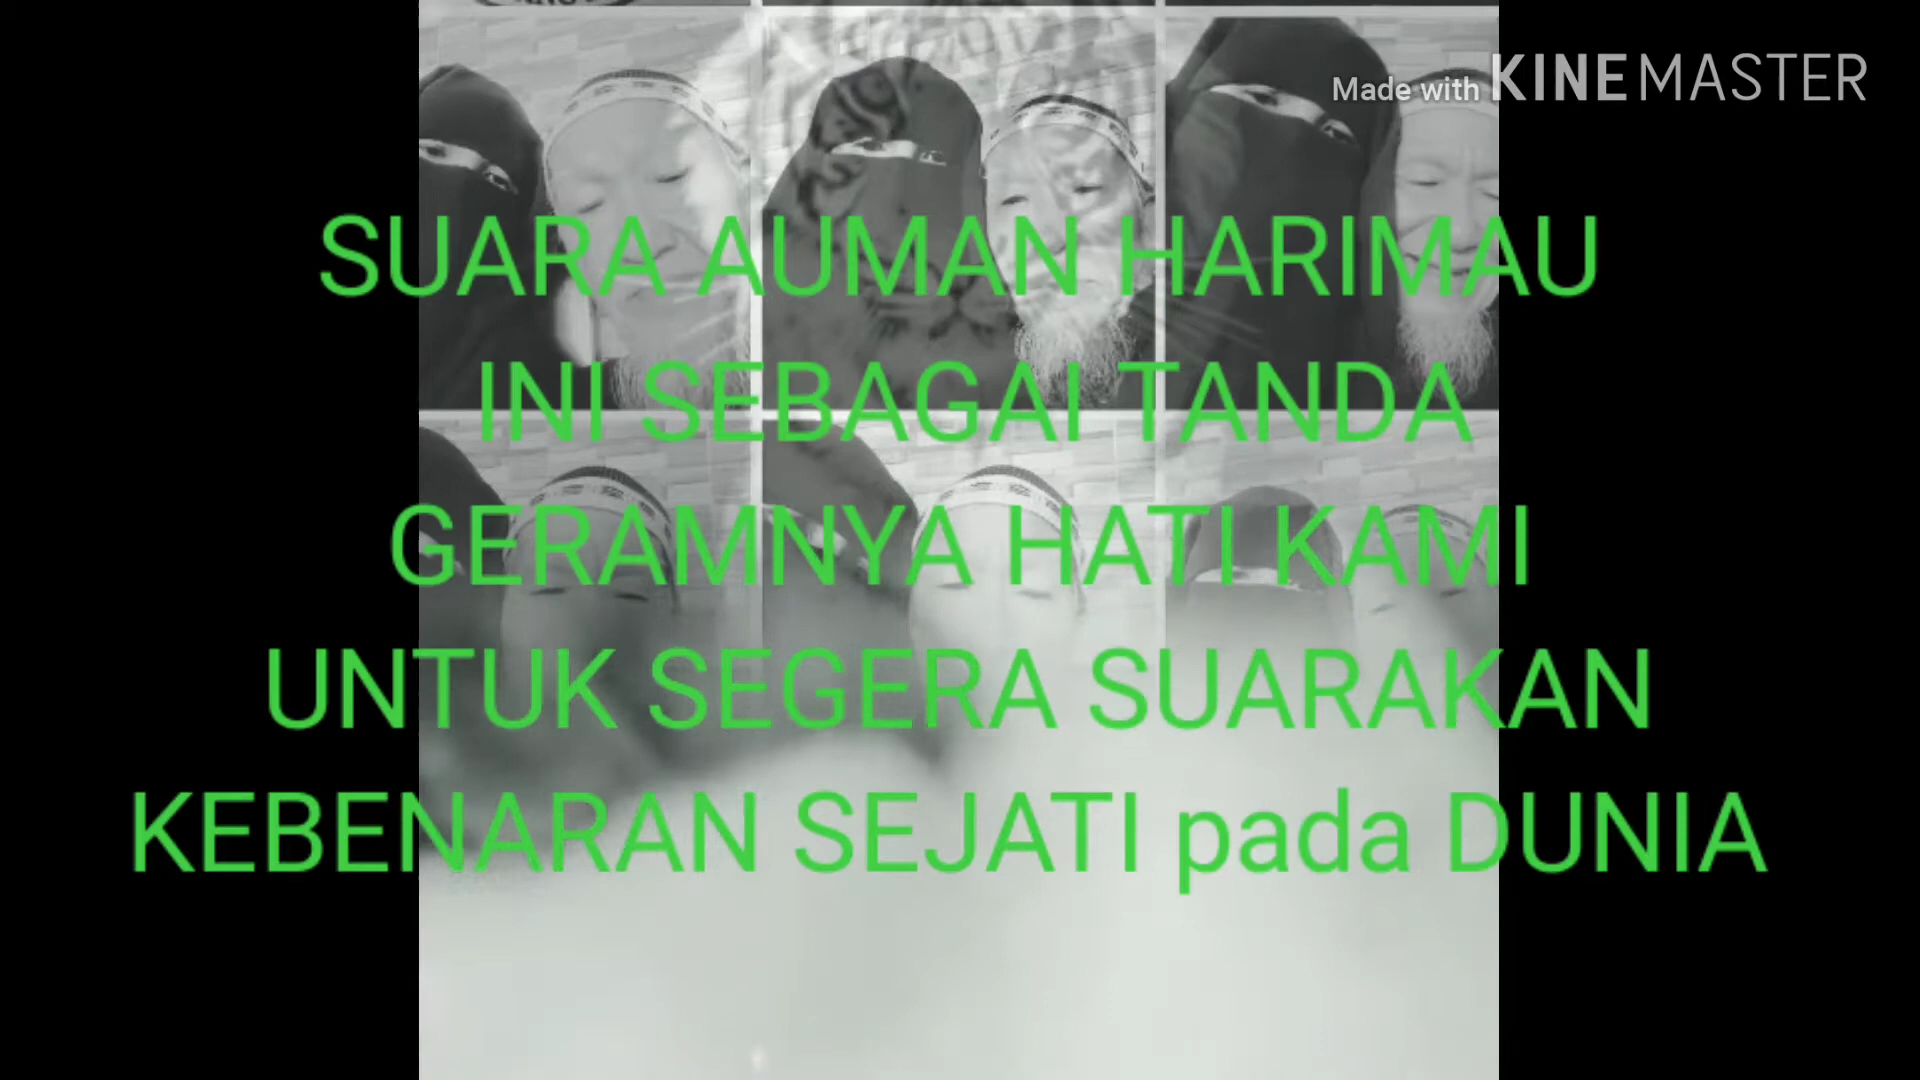 Made with KINEMASTER
SUARA AUMAN HARIMAU
INI SEBAGAI TANDA
GERAMNYA HATI KAMI
UNTUK SEGERA SUARAKAN
KEBENARAN SEJATI pada DUNIA